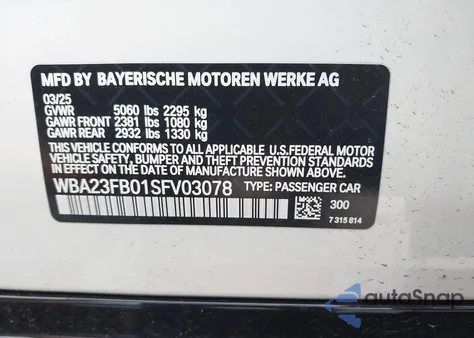 MFD BY BAYERISCHE MOTOREN WERKE AG
03/25
GVWR 5060 lbs 2295 kg
GAWR FRONT 2381 lbs 1080 kg
GAWR REAR 2932 lbs 1330 kg
THIS VEHICLE CONFORMS TO ALL APPLICABLE U.S.FEDERAL MOTOR
VEHICLE SAFETY, BUMPER STANDARDS AND THEFT PREVENTION STANDARDS
IN EFFECT ON THE DATE OF MANUFACTURE SHOWN ABOVE.
WBA23FB01SFV03078 TYPE: PASSENGER CAR
300
7 315 814
autoSnap